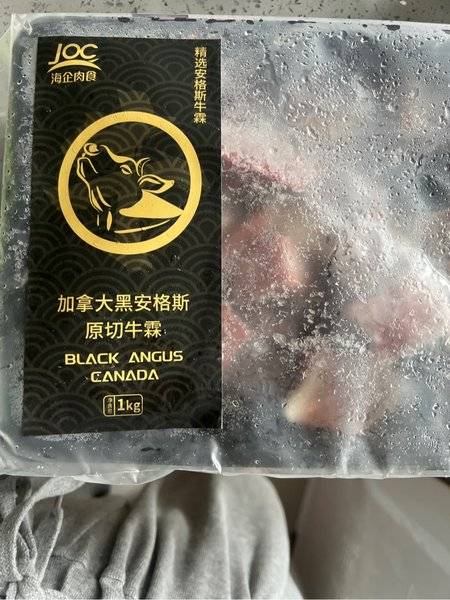 JOC
海企肉食
精选安格斯牛霖
加拿大黑安格斯
原切牛霖
BLACK ANGUS
CANADA
净含量 1kg